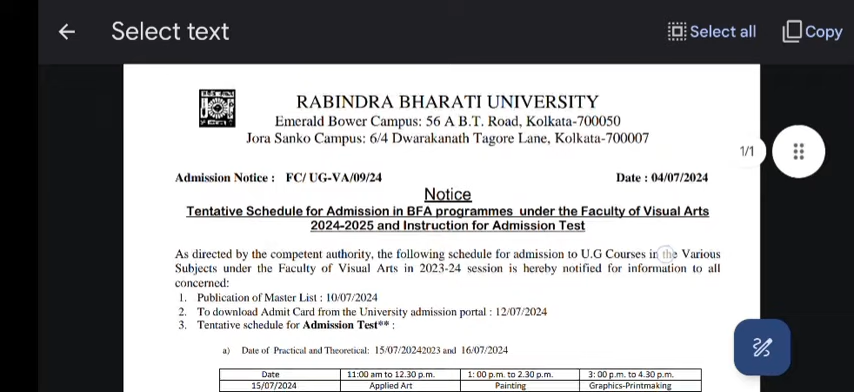 Select text
Select all
Copy
RABINDRA BHARATI UNIVERSITY
Emerald Bower Campus: 56 A B.T. Road, Kolkata-700050
Jora Sanko Campus: 6/4 Dwarakanath Tagore Lane, Kolkata-700007
1/1
Admission Notice : FC/ UG-VA/09/24 Date : 04/07/2024
Notice
Tentative Schedule for Admission in BFA programmes under the Faculty of Visual Arts
2024-2025 and Instruction for Admission Test
As directed by the competent authority, the following schedule for admission to U.G Courses in the Various
Subjects under the Faculty of Visual Arts in 2023-24 session is hereby notified for information to all
concerned:
1. Publication of Master List : 10/07/2024
2. To download Admit Card from the University admission portal : 12/07/2024
3. Tentative schedule for Admission Test** :
a) Date of Practical and Theoretical: 15/07/20242023 and 16/07/2024
Date 11:00 am to 12.30 p.m. 1: 00 p.m. to 2.30 p.m. 3: 00 p.m. to 4.30 p.m.
15/07/2024 Applied Art Painting Graphics-Printmaking